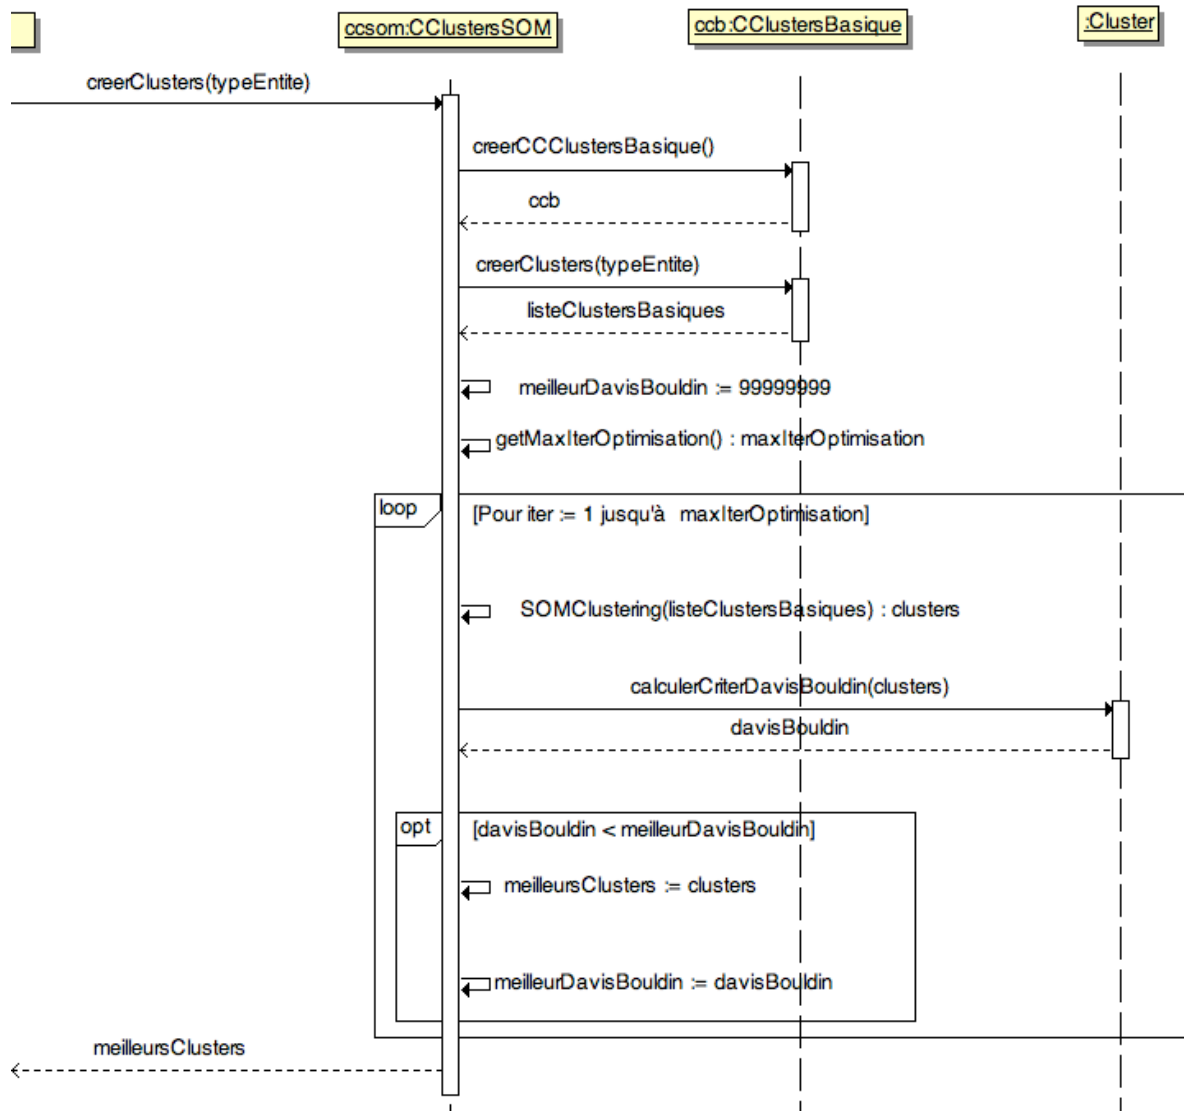 ccsom:CClustersSOM
ccb:CClustersBasique
:Cluster
creerClusters(typeEntite)
creerCCClustersBasique()
ccb
creerClusters(typeEntite)
listeClustersBasiques
meilleurDavisBouldin := 99999999
getMaxIterOptimisation() : maxIterOptimisation
loop
[Pour iter := 1 jusqu'à maxIterOptimisation]
SOMClustering(listeClustersBasiques) : clusters
calculerCriterDavisBouldin(clusters)
davisBouldin
opt
[davisBouldin < meilleurDavisBouldin]
meilleursClusters := clusters
meilleurDavisBouldin := davisBouldin
meilleursClusters